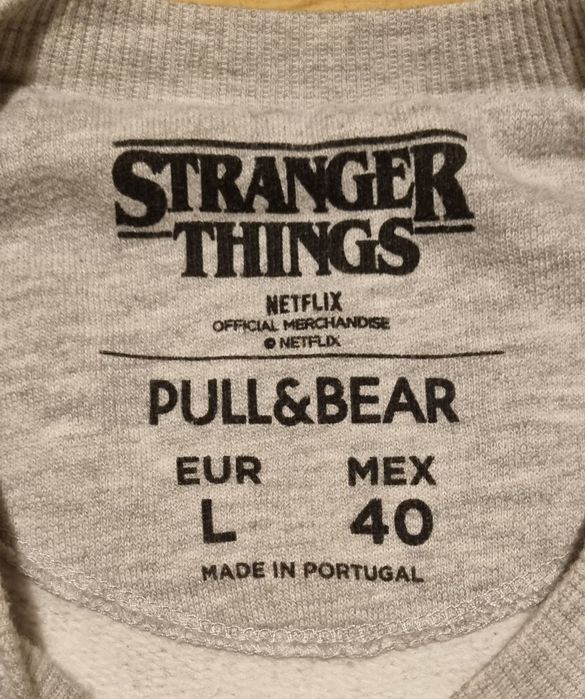 STRANGER
THINGS
NETFLIX
OFFICIAL MERCHANDISE
© NETFLIX
PULL&BEAR
EUR MEX
L 40
MADE IN PORTUGAL